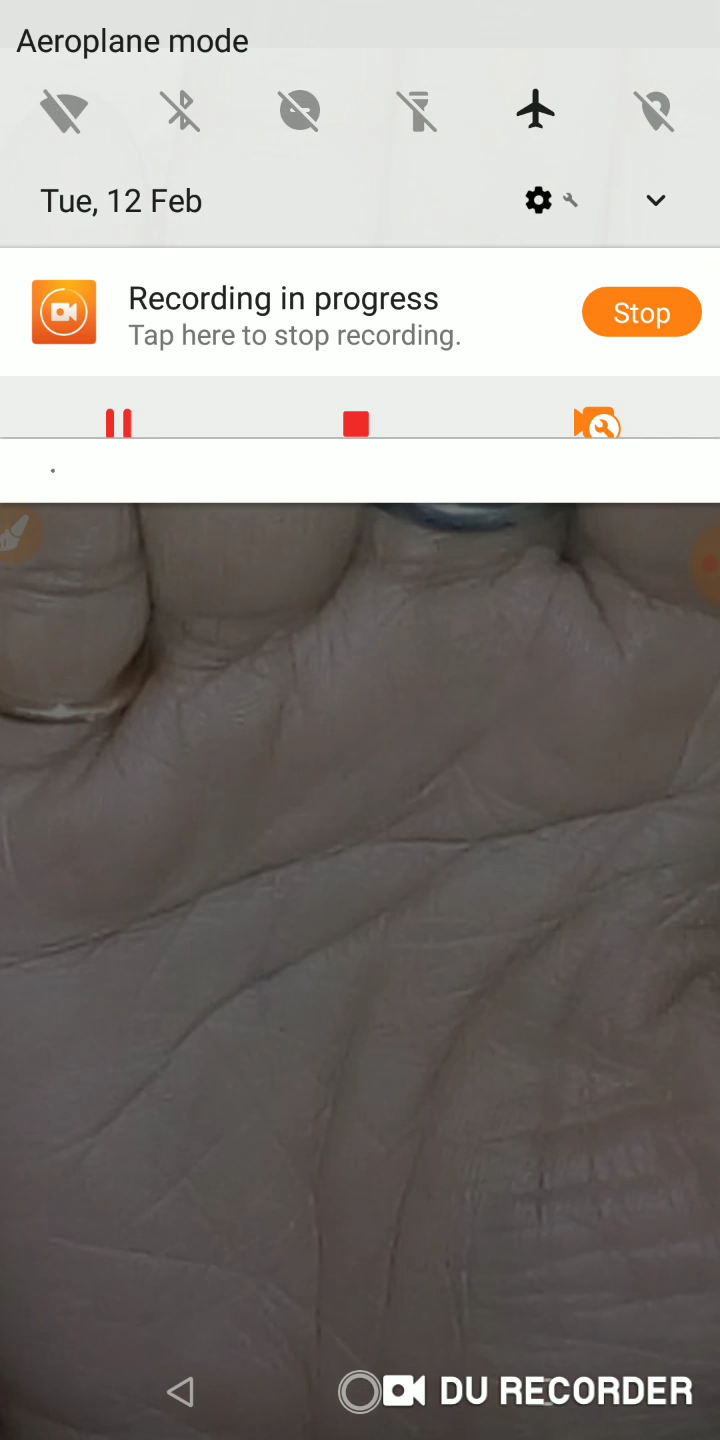 Aeroplane mode
Tue, 12 Feb
Recording in progress
Tap here to stop recording.
Stop
DU RECORDER